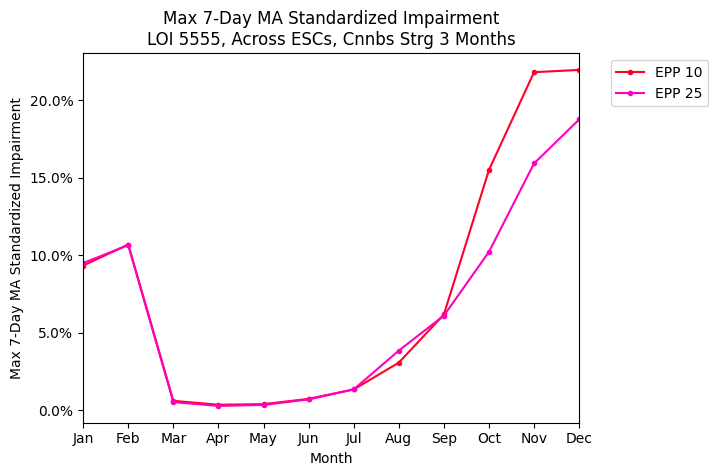 Max 7-Day MA Standardized Impairment
LOI 5555, Across ESCs, Cnnbs Strg 3 Months
EPP 10
EPP 25
Max 7-Day MA Standardized Impairment
20.0%
15.0%
10.0%
5.0%
0.0%
Jan Feb Mar Apr May Jun Jul Aug Sep Oct Nov Dec
Month